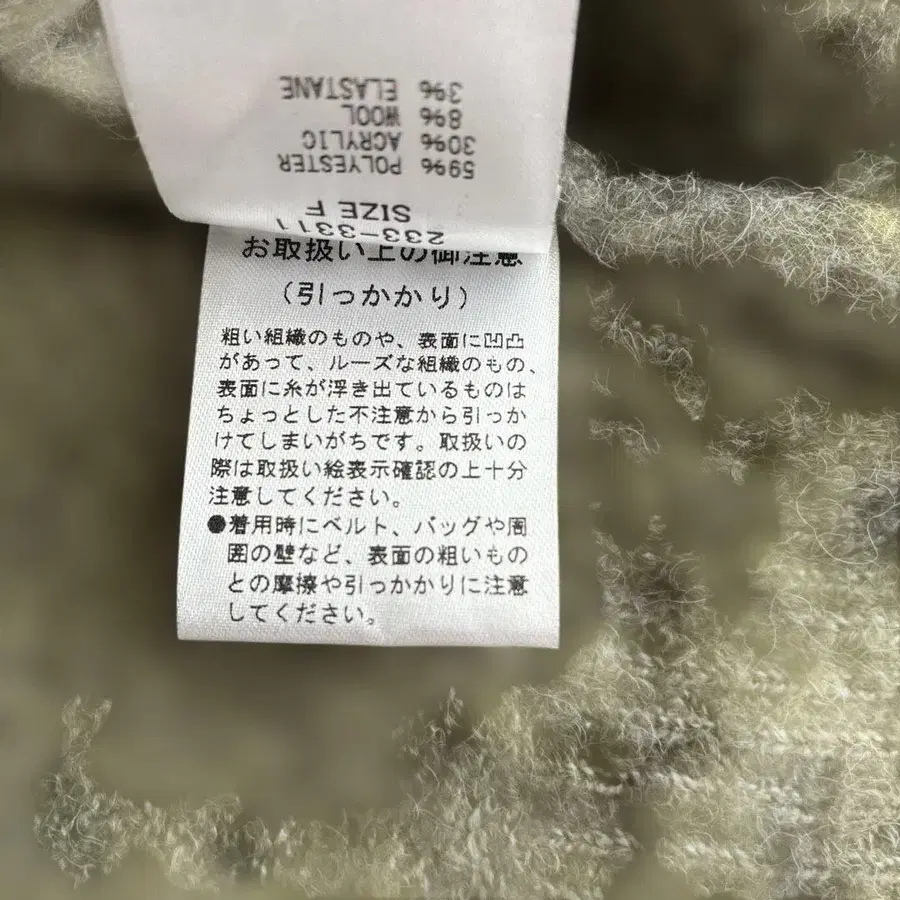 233-3311
SIZE F
59% POLYESTER
30% ACRYLIC
8% WOOL
3% ELASTANE
お取扱い上の御注意
（引っかかり）
粗い組織のものや、表面に凹凸
があって、ルーズな組織のもの、
表面に糸が浮き出ているものは
ちょっとした不注意から引っか
けてしまいがちです。取扱いの
際は取扱い絵表示確認の上十分
注意してください。
●着用時にベルト、バッグや周
囲の壁など、表面の粗いもの
との摩擦や引っかかりに注意
してください。